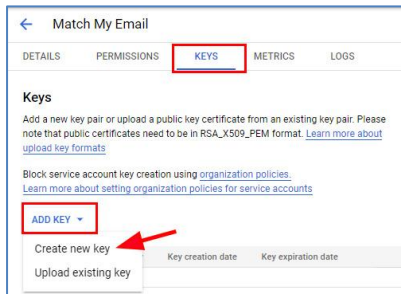 Match My Email
DETAILS PERMISSIONS KEYS METRICS LOGS
Keys
Add a new key pair or upload a public key certificate from an existing key pair. Please
note that public certificates need to be in RSA_X509_PEM format. Learn more about
upload key formats
Block service account key creation using organization policies.
Learn more about setting organization policies for service accounts
ADD KEY
Create new key
Key creation date Key expiration date
Upload existing key